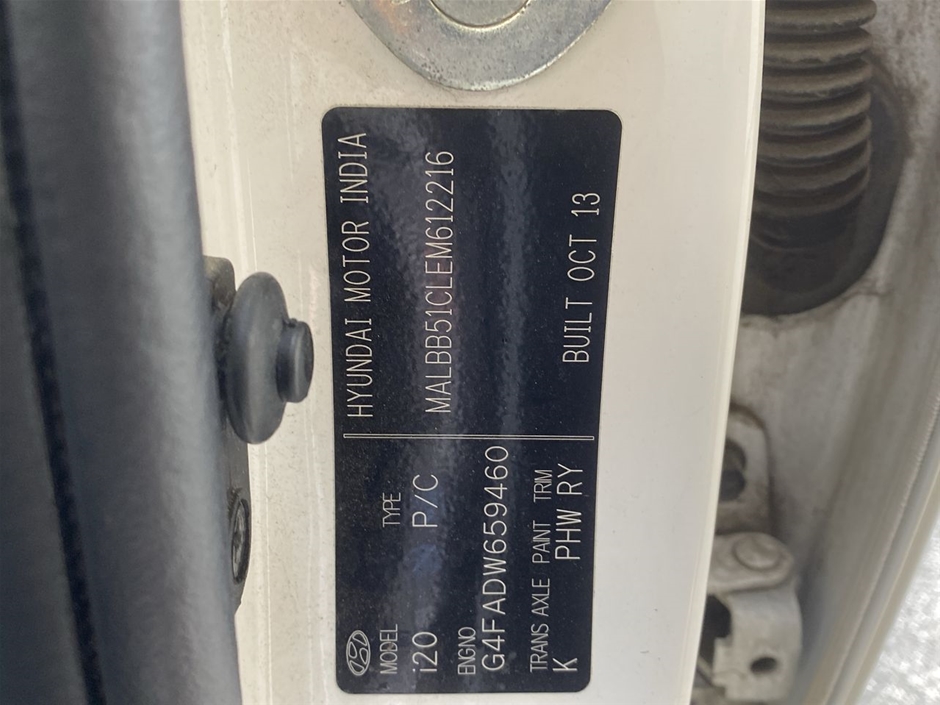 HYUNDAI MOTOR INDIA
MODEL TYPE
i20 P/C MALBB51CLEM612216
ENGNO
G4FADW659460
TRANS AXLE PAINT TRIM
K PHW RY BUILT OCT 13